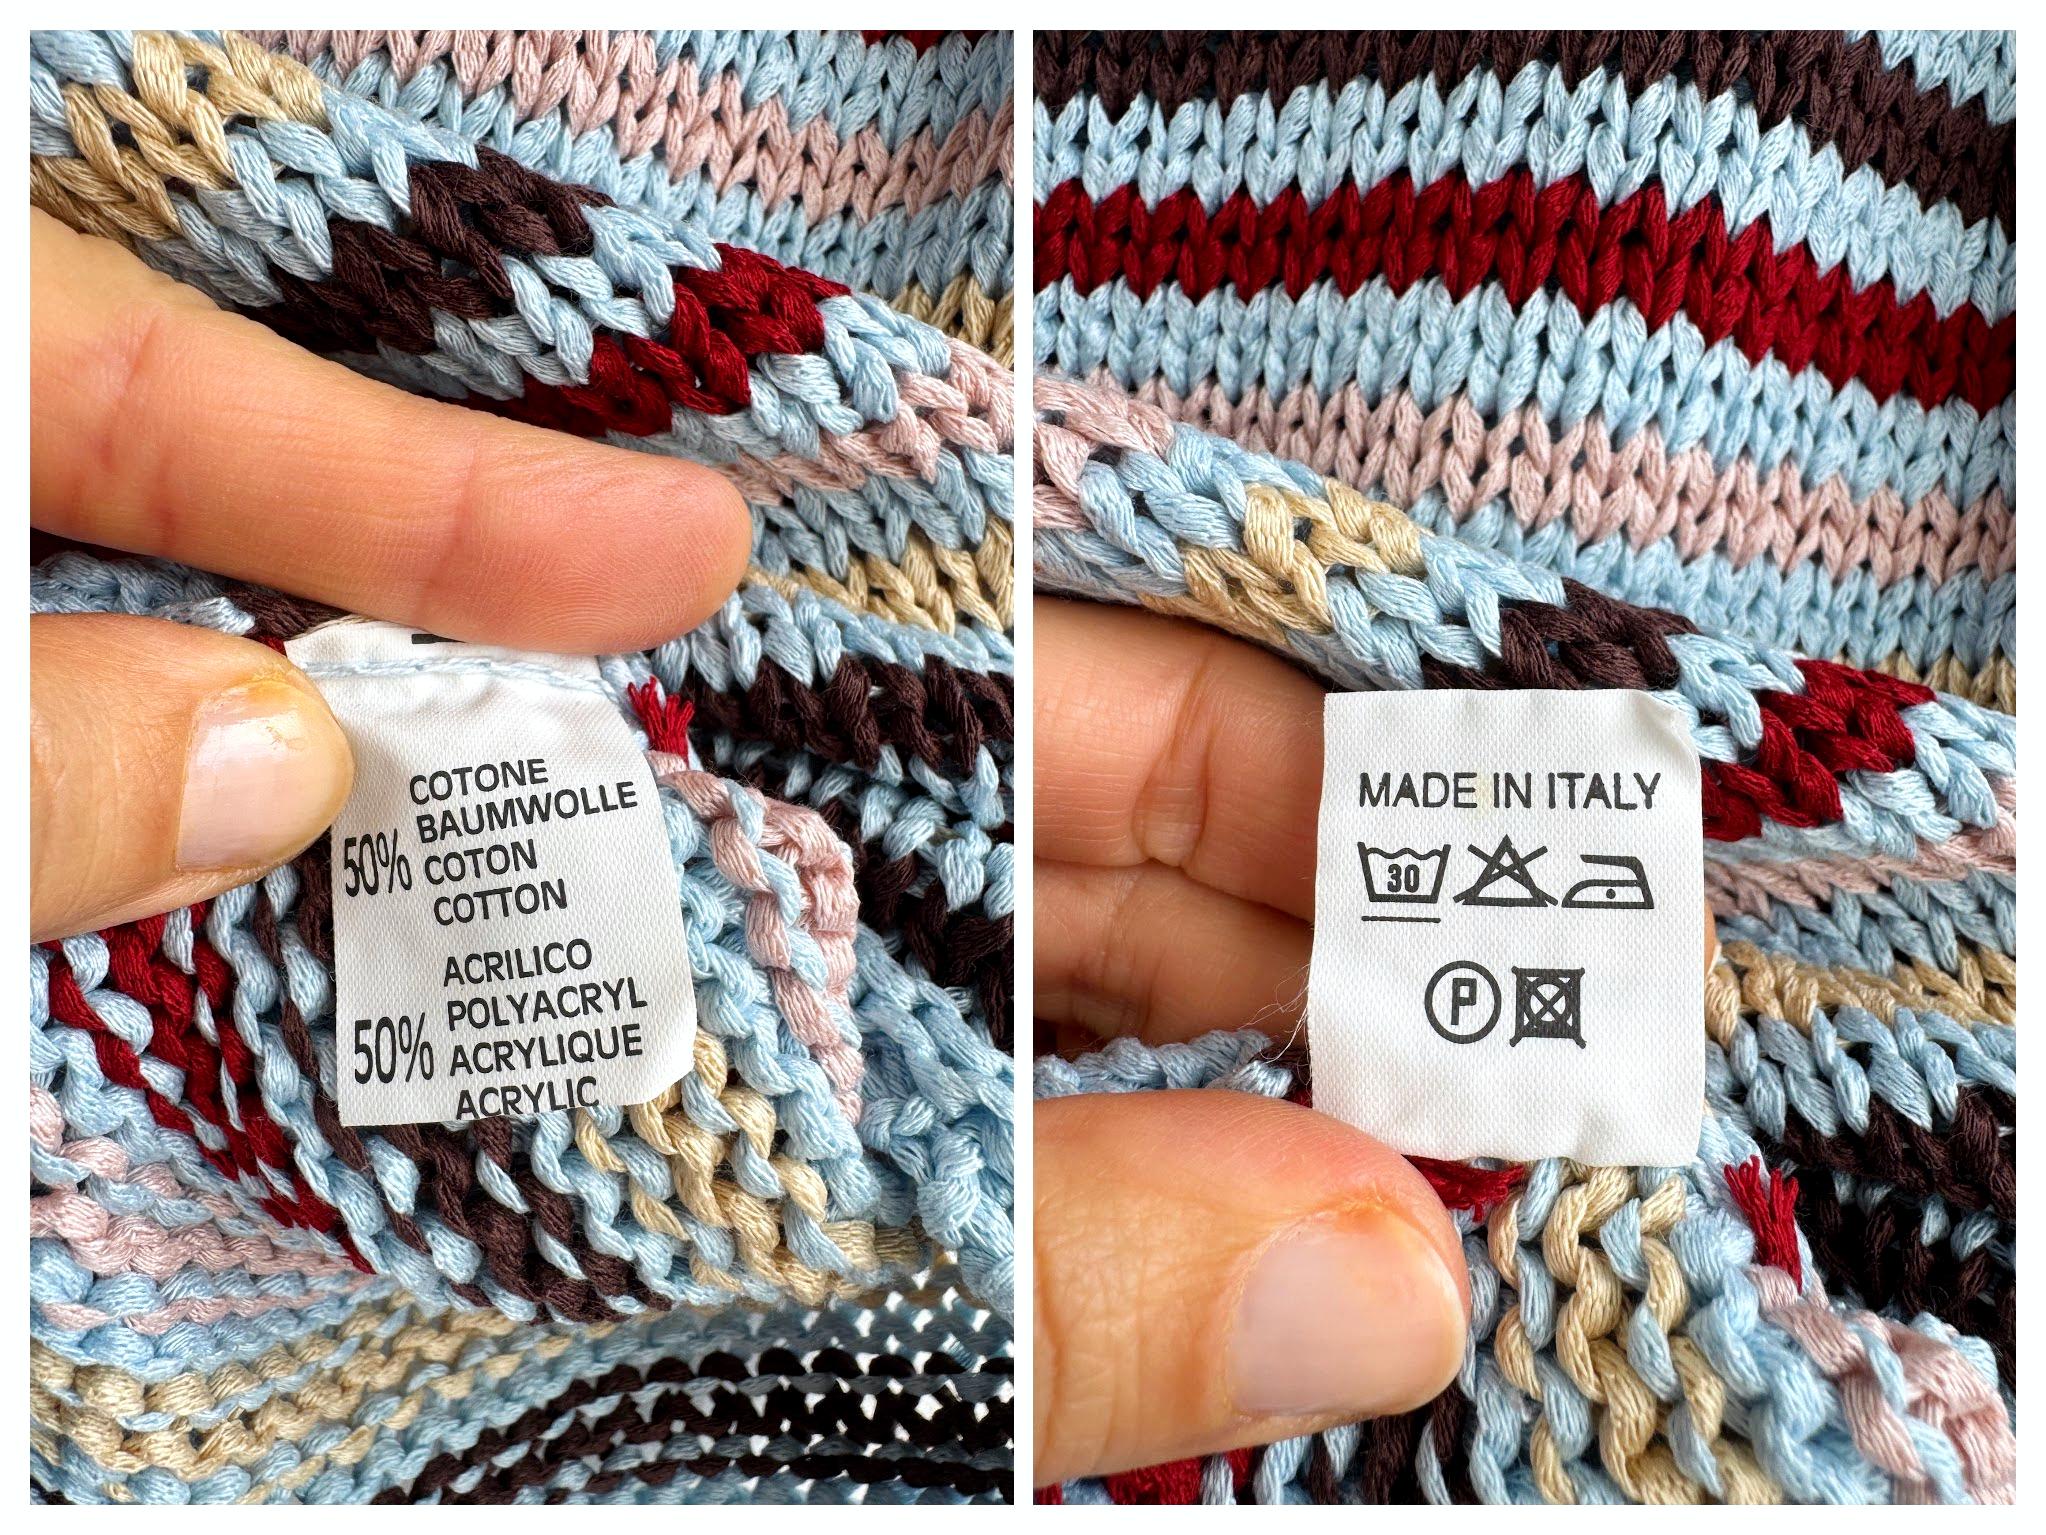 COTONE
BAUMWOLLE
50% COTON
COTTON
ACRILICO
POLYACRYL
50% ACRYLIQUE
ACRYLIC
MADE IN ITALY
30
P